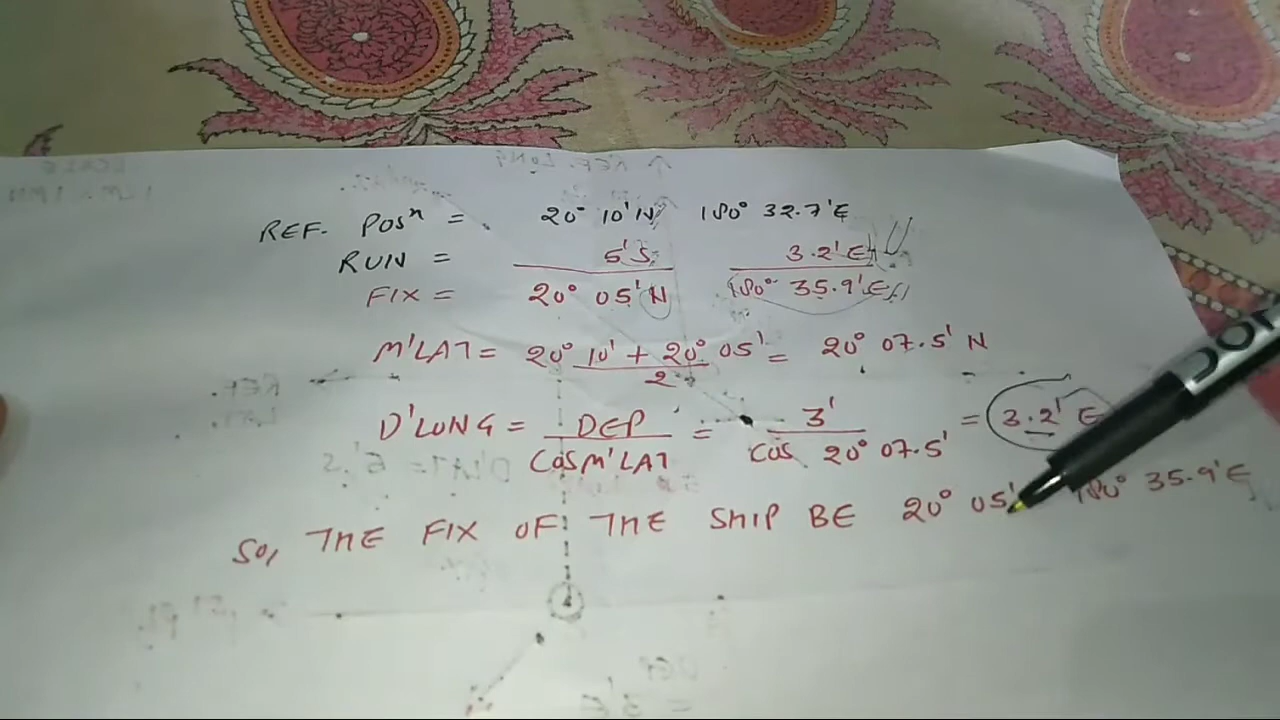 REF. POSⁿ = 20° 10' N 180° 32.7' E
RUN = 5' S 3.2' E
FIX = 20° 05' N 180° 35.9' E
M'LAT = 20° 10' + 20° 05' / 2 = 20° 07.5' N
D'LONG = DEP / COS M'LAT = 3' / COS 20° 07.5' = 3.2' E
SO, THE FIX OF THE SHIP BE 20° 05' 180° 35.9' E